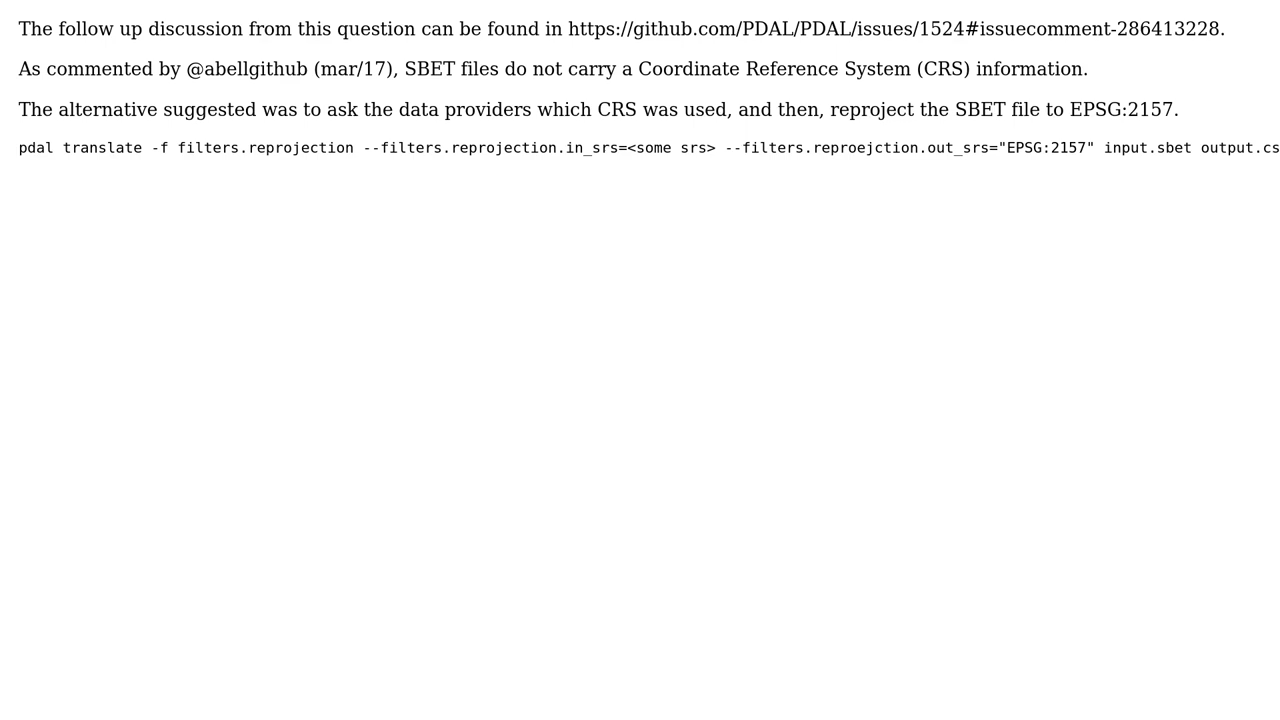 The follow up discussion from this question can be found in https://github.com/PDAL/PDAL/issues/1524#issuecomment-286413228.
As commented by @abellgithub (mar/17), SBET files do not carry a Coordinate Reference System (CRS) information.
The alternative suggested was to ask the data providers which CRS was used, and then, reproject the SBET file to EPSG:2157.
pdal translate -f filters.reprojection --filters.reprojection.in_srs=<some srs> --filters.reproejction.out_srs="EPSG:2157" input.sbet output.cs